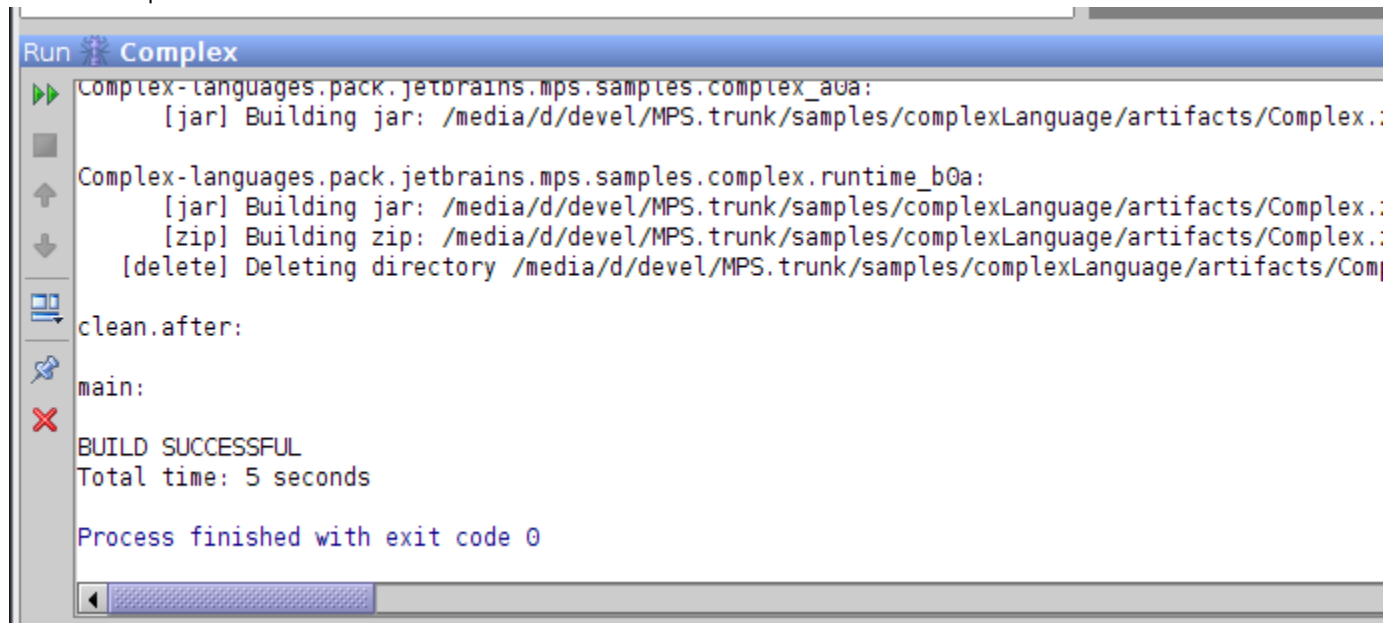 Run Complex
Complex-languages.pack.jetbrains.mps.samples.complex_a0a:
[jar] Building jar: /media/d/devel/MPS.trunk/samples/complexLanguage/artifacts/Complex.
Complex-languages.pack.jetbrains.mps.samples.complex.runtime_b0a:
[jar] Building jar: /media/d/devel/MPS.trunk/samples/complexLanguage/artifacts/Complex.
[zip] Building zip: /media/d/devel/MPS.trunk/samples/complexLanguage/artifacts/Complex.
[delete] Deleting directory /media/d/devel/MPS.trunk/samples/complexLanguage/artifacts/Com
clean.after:
main:
BUILD SUCCESSFUL
Total time: 5 seconds
Process finished with exit code 0